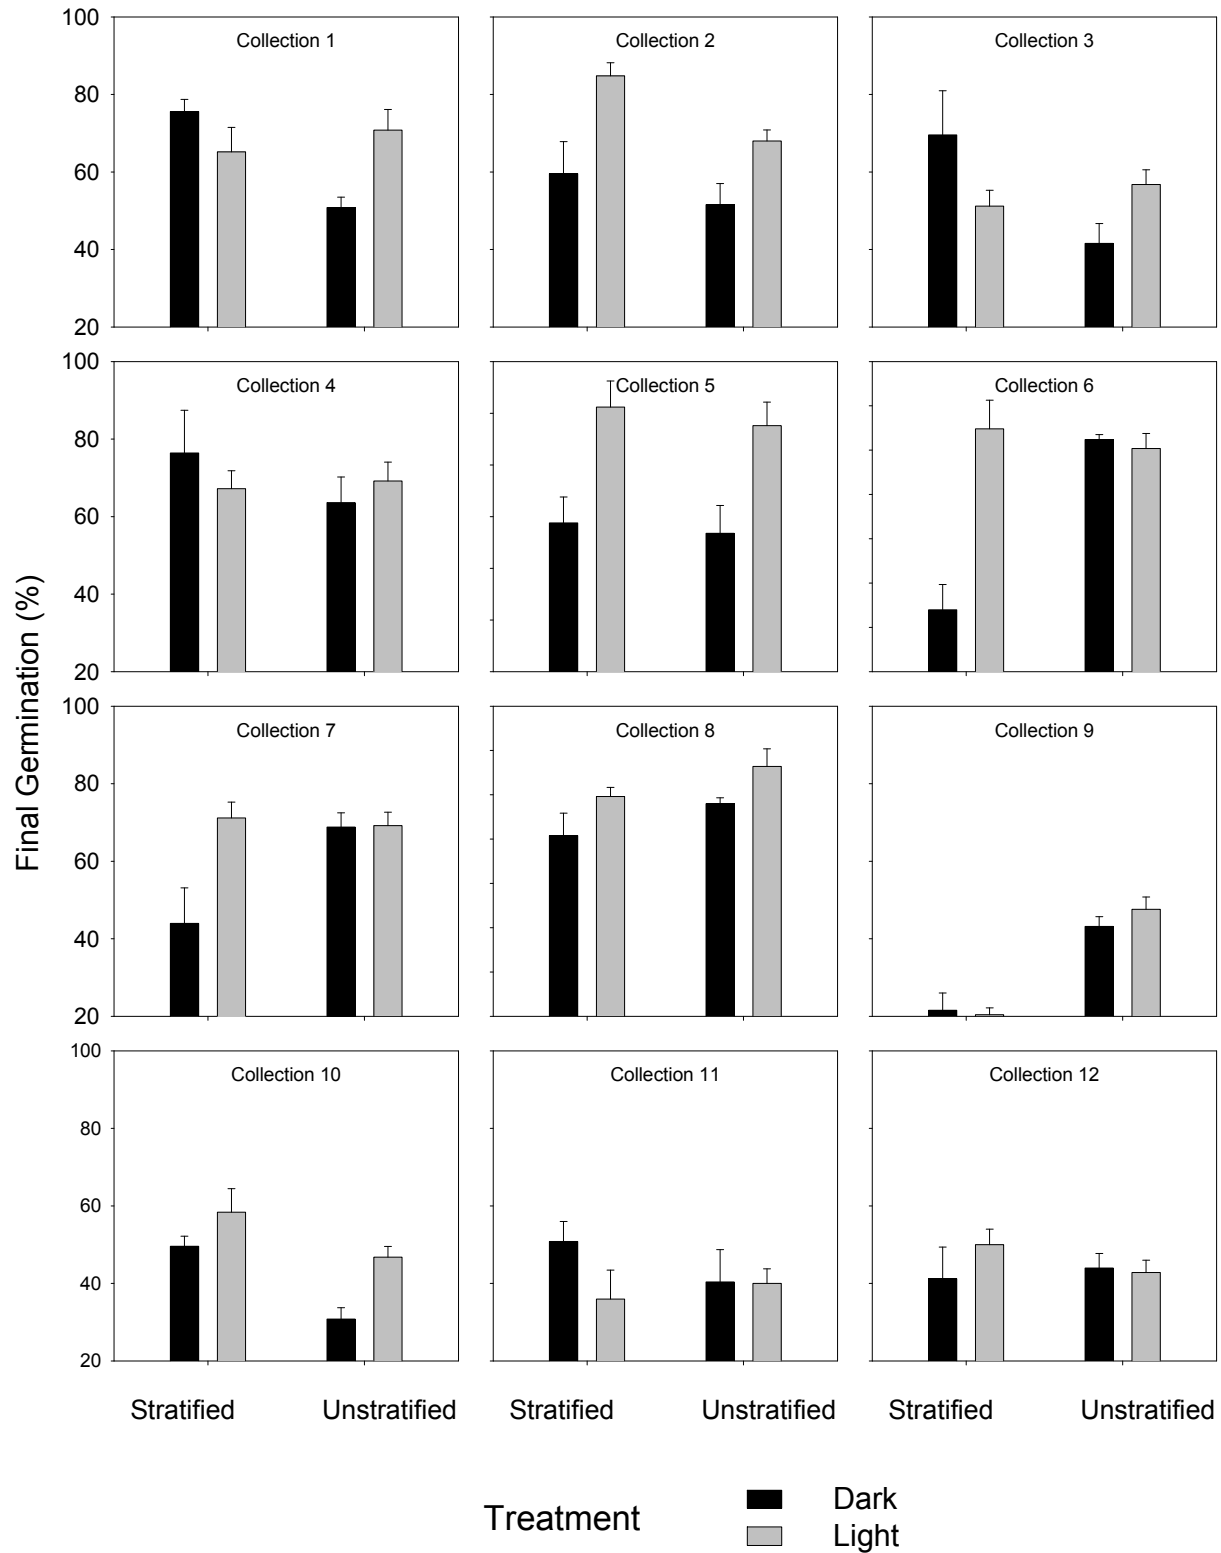 100
80
60
40
20
Collection 1
Collection 2
Collection 3
100
80
60
40
20
Collection 4
Collection 5
Collection 6
Final Germination (%)
100
80
60
40
20
Collection 7
Collection 8
Collection 9
100
80
60
40
20
Collection 10
Collection 11
Collection 12
Stratified Unstratified Stratified Unstratified Stratified Unstratified
Treatment
Dark
Light